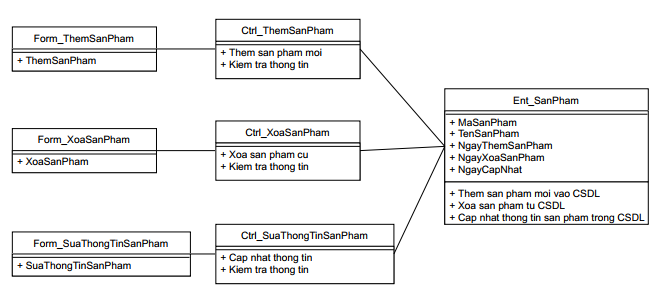 Form_ThemSanPham
+ ThemSanPham
Ctrl_ThemSanPham
+ Them san pham moi
+ Kiem tra thong tin
Form_XoaSanPham
+ XoaSanPham
Ctrl_XoaSanPham
+ Xoa san pham cu
+ Kiem tra thong tin
Form_SuaThongTinSanPham
+ SuaThongTinSanPham
Ctrl_SuaThongTinSanPham
+ Cap nhat thong tin
+ Kiem tra thong tin
Ent_SanPham
+ MaSanPham
+ TenSanPham
+ NgayThemSanPham
+ NgayXoaSanPham
+ NgayCapNhat
+ Them san pham moi vao CSDL
+ Xoa san pham tu CSDL
+ Cap nhat thong tin san pham trong CSDL